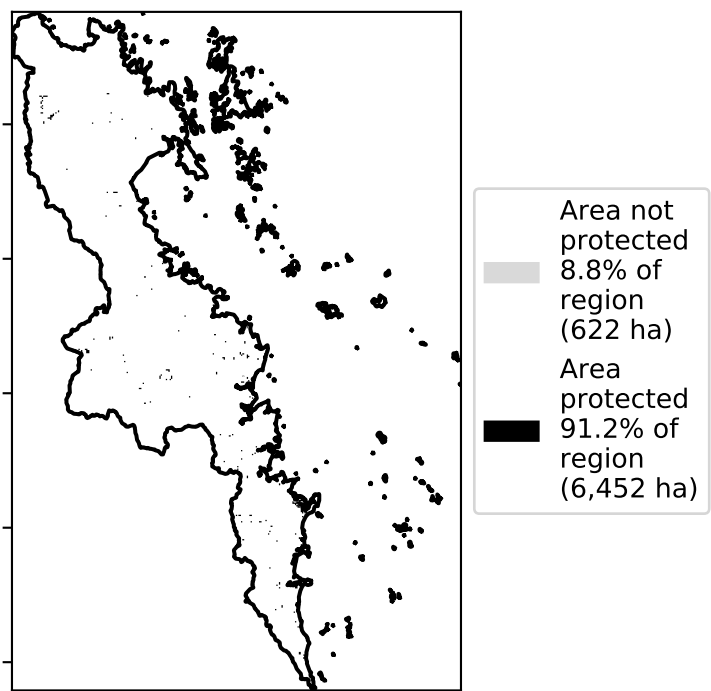 Area not
protected
8.8% of
region
(622 ha)
Area
protected
91.2% of
region
(6,452 ha)